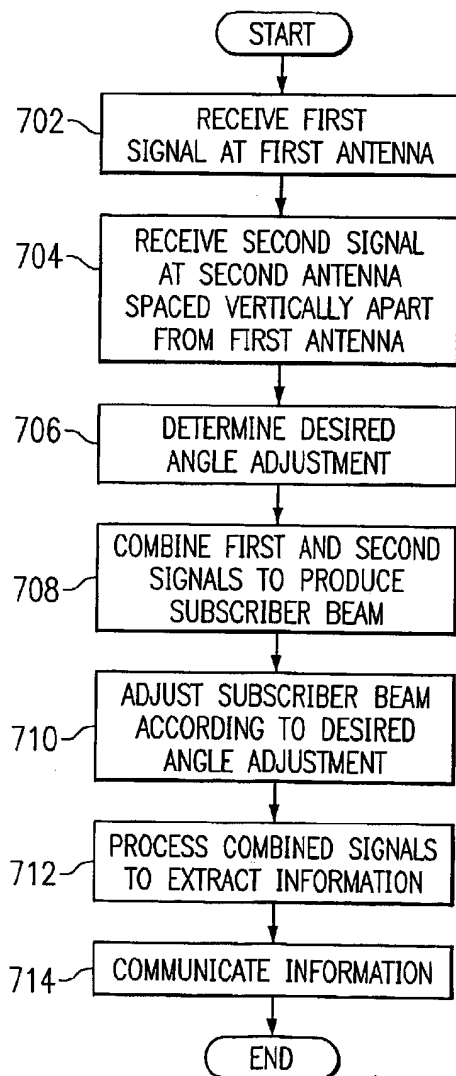 START
702
RECEIVE FIRST
SIGNAL AT FIRST ANTENNA
704
RECEIVE SECOND SIGNAL
AT SECOND ANTENNA
SPACED VERTICALLY APART
FROM FIRST ANTENNA
706
DETERMINE DESIRED
ANGLE ADJUSTMENT
708
COMBINE FIRST AND SECOND
SIGNALS TO PRODUCE
SUBSCRIBER BEAM
710
ADJUST SUBSCRIBER BEAM
ACCORDING TO DESIRED
ANGLE ADJUSTMENT
712
PROCESS COMBINED SIGNALS
TO EXTRACT INFORMATION
714
COMMUNICATE INFORMATION
END